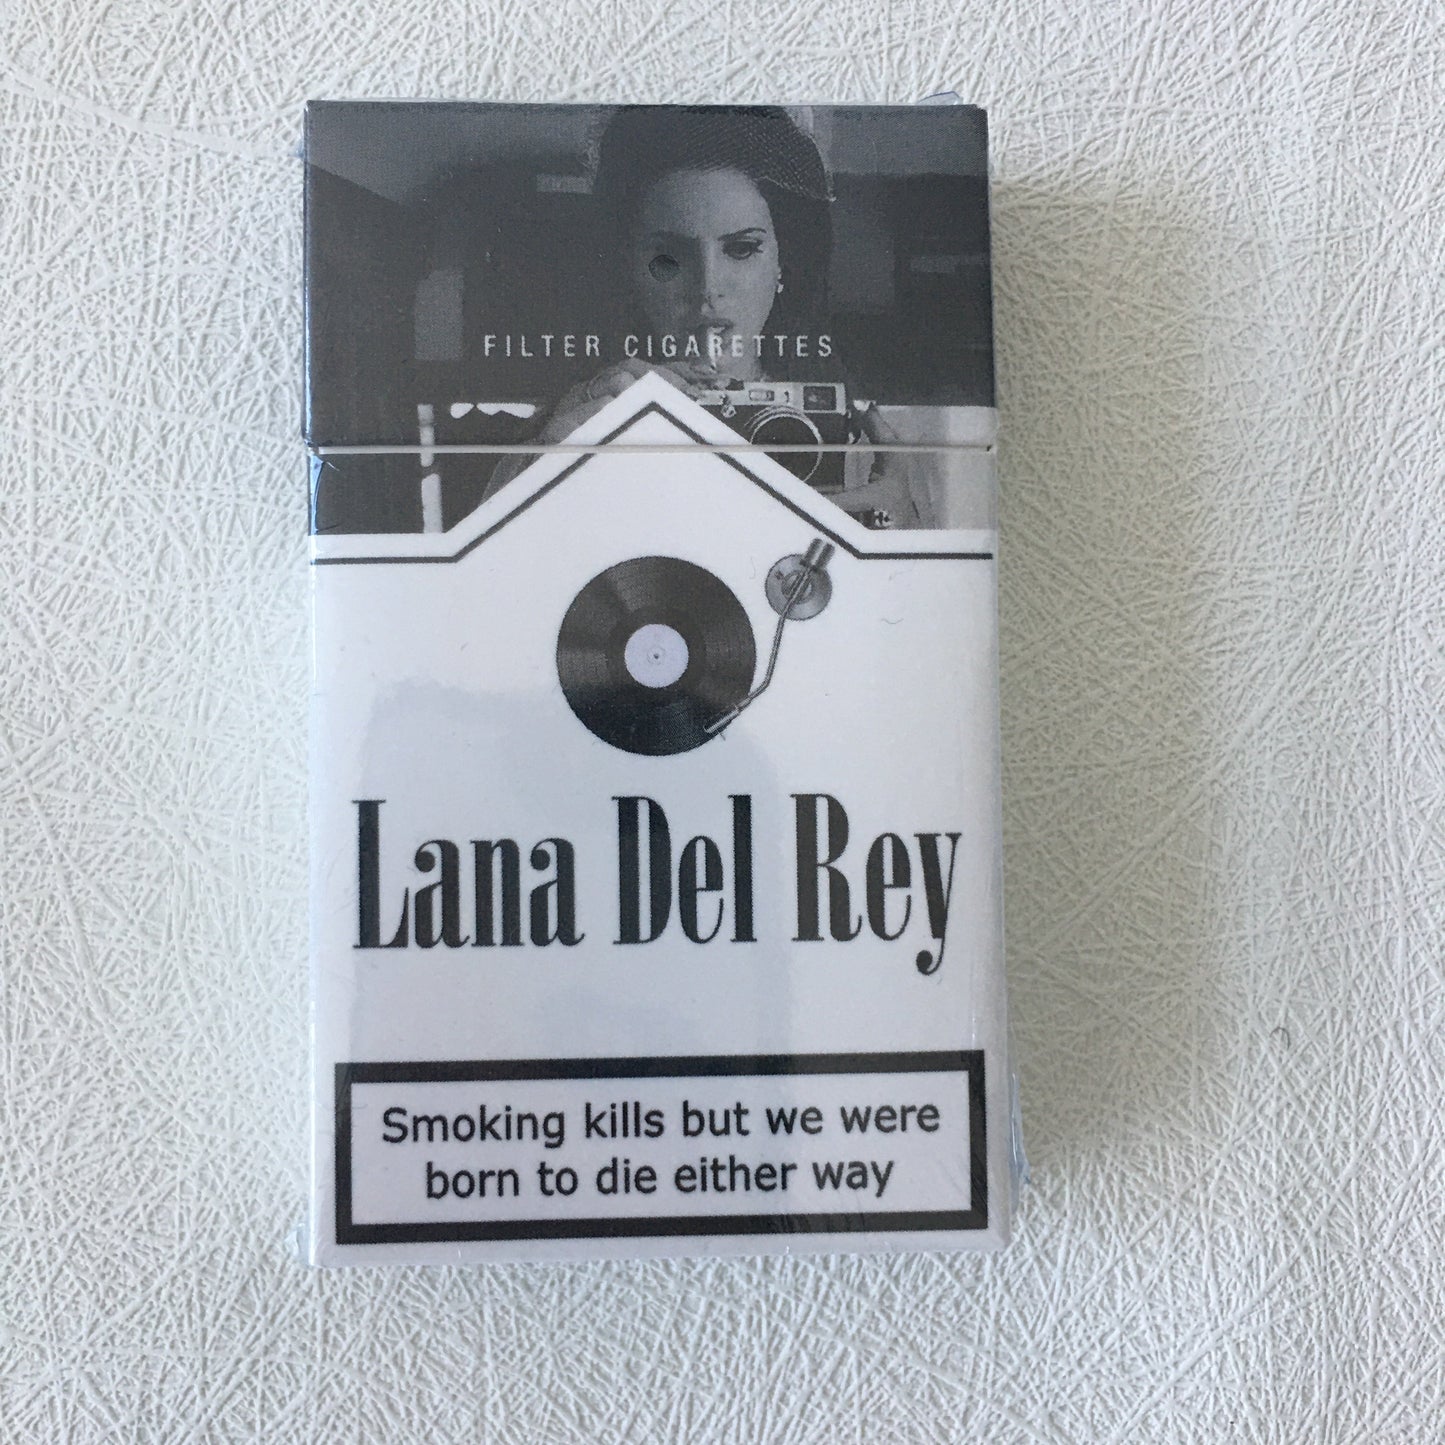 FILTER CIGARETTES
Lana Del Rey
Smoking kills but we were
born to die either way